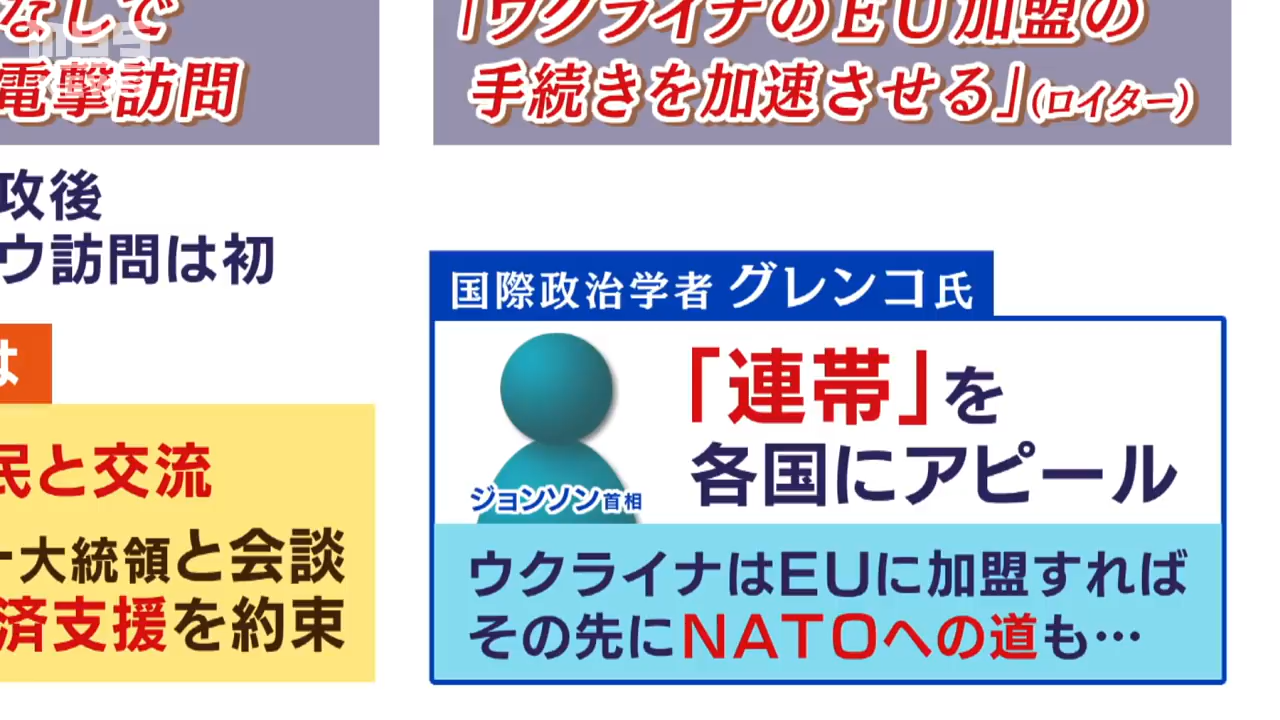 なしで
電撃訪問
「ウクライナのEU加盟の
手続きを加速させる」(ロイター)
攻後
ウ訪問は初
は
民と交流
ー大統領と会談
済支援を約束
国際政治学者 グレンコ氏
「連帯」を
各国にアピール
ジョンソン首相
ウクライナはEUに加盟すれば
その先にNATOへの道も…